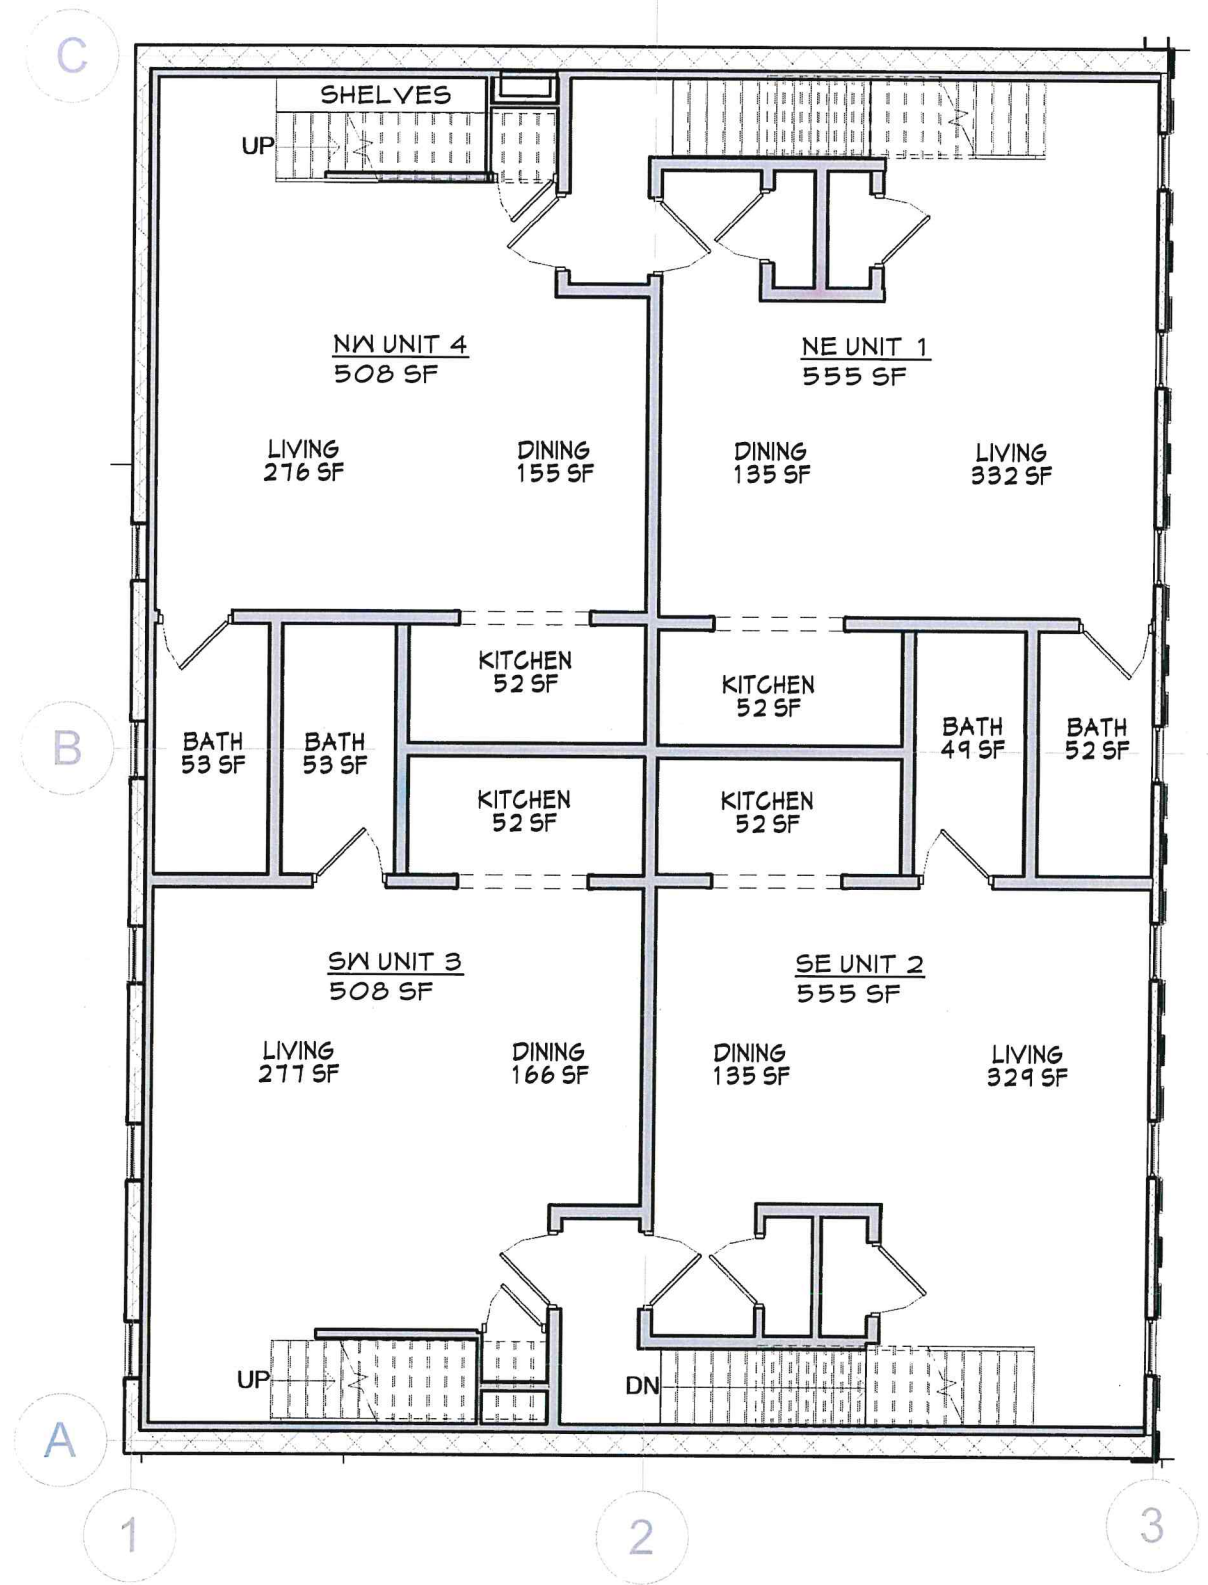 C
SHELVES
UP
NW UNIT 4
508 SF
NE UNIT 1
555 SF
LIVING
276 SF
DINING
155 SF
DINING
135 SF
LIVING
332 SF
KITCHEN
52 SF
KITCHEN
52 SF
B
BATH
53 SF
BATH
53 SF
BATH
49 SF
BATH
52 SF
KITCHEN
52 SF
KITCHEN
52 SF
SW UNIT 3
508 SF
SE UNIT 2
555 SF
LIVING
277 SF
DINING
166 SF
DINING
135 SF
LIVING
329 SF
UP
DN
A
1
2
3